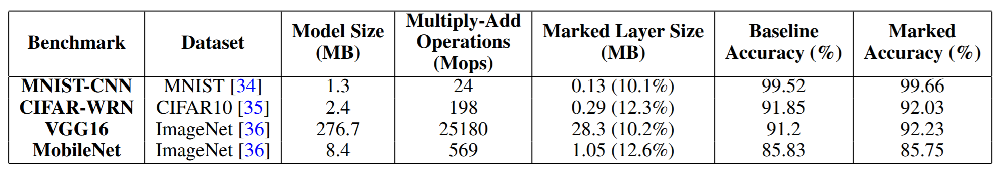 Benchmark Dataset Model Size (MB) Multiply-Add Operations (Mops) Marked Layer Size (MB) Baseline Accuracy (%) Marked Accuracy (%)
MNIST-CNN MNIST [34] 1.3 24 0.13 (10.1%) 99.52 99.66
CIFAR-WRN CIFAR10 [35] 2.4 198 0.29 (12.3%) 91.85 92.03
VGG16 ImageNet [36] 276.7 25180 28.3 (10.2%) 91.2 92.23
MobileNet ImageNet [36] 8.4 569 1.05 (12.6%) 85.83 85.75